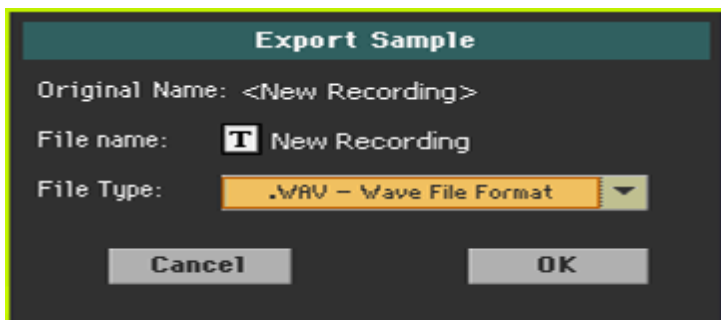 Export Sample
Original Name: <New Recording>
File name: T New Recording
File Type: .WAV - Wave File Format
Cancel OK